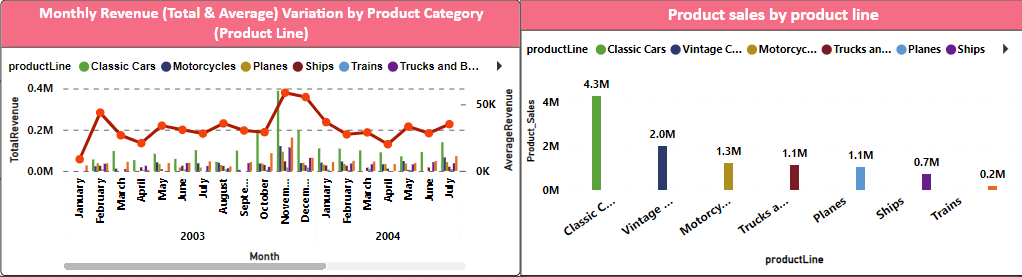 Monthly Revenue (Total & Average) Variation by Product Category
(Product Line)
productLine Classic Cars Motorcycles Planes Ships Trains Trucks and B...
0.4M
0.2M
0.0M
TotalRevenue
50K
0K
AverageRevenue
January
February
March
April
May
June
July
August
Septe...
October
Novem...
Decem...
January
February
March
April
May
June
July
2003
2004
Month
Product sales by product line
productLine Classic Cars Vintage C... Motorcyc... Trucks an... Planes Ships
4M
2M
0M
Product_Sales
4.3M
2.0M
1.3M
1.1M
1.1M
0.7M
0.2M
Classic C...
Vintage ...
Motorcy...
Trucks a...
Planes
Ships
Trains
productLine